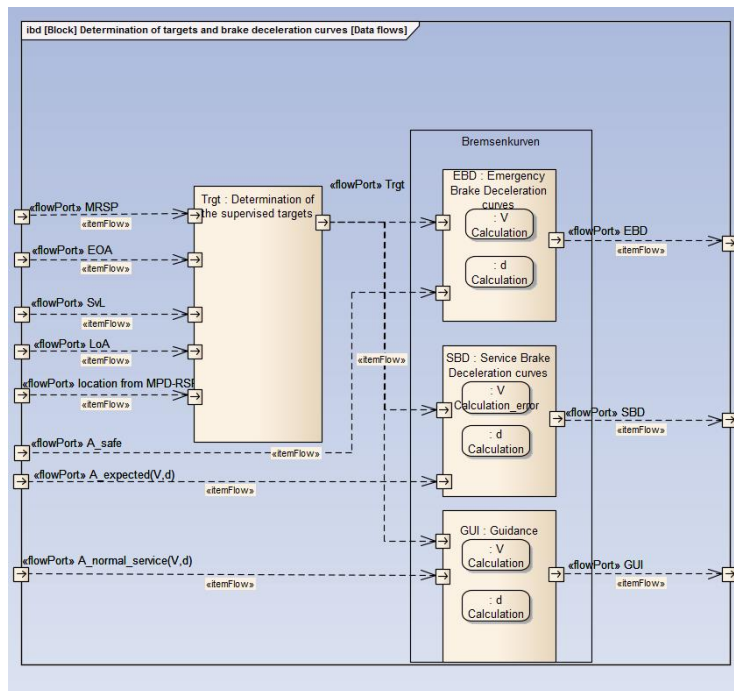 ibd [Block] Determination of targets and brake deceleration curves [Data flows]
Bremsenkurven
«flowPort» MRSP
«itemFlow»
«flowPort» EOA
«itemFlow»
«flowPort» SvL
«itemFlow»
«flowPort» LoA
«itemFlow»
«flowPort» location from MPD-RSP
«flowPort» A_safe
«itemFlow»
«flowPort» A_expected(V,d)
«itemFlow»
«flowPort» A_normal_service(V,d)
«itemFlow»
Trgt : Determination of
the supervised targets
«flowPort» Trgt
«itemFlow»
EBD : Emergency
Brake Deceleration
curves
: V
Calculation
: d
Calculation
«flowPort» EBD
«itemFlow»
SBD : Service Brake
Deceleration curves
: V
Calculation_error
: d
Calculation
«flowPort» SBD
«itemFlow»
GUI : Guidance
: V
Calculation
: d
Calculation
«flowPort» GUI
«itemFlow»